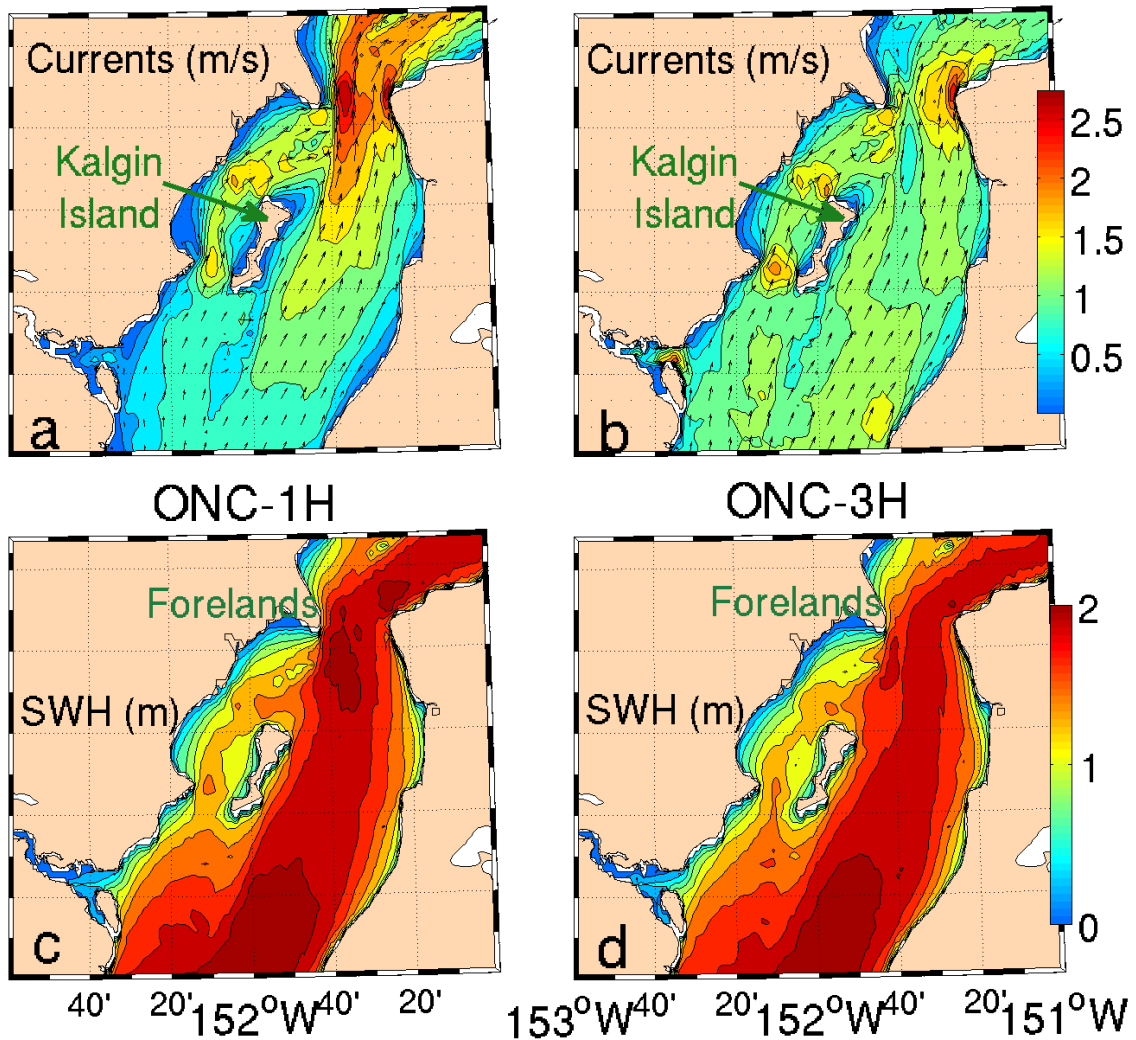 Currents (m/s)
Kalgin
Island
a
Currents (m/s)
Kalgin
Island
b
2.5
2
1.5
1
0.5
ONC-1H
ONC-3H
Forelands
SWH (m)
c
Forelands
SWH (m)
d
2
1
0
40' 20' 152°W 40' 20'
153°W 40' 20' 152°W 40' 20' 151°W